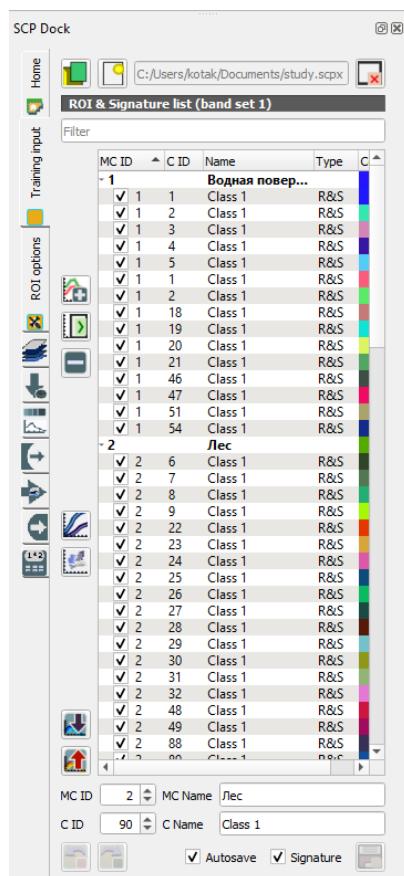 SCP Dock
Home
Training input
ROI options
C:/Users/kotak/Documents/study.scpx
ROI & Signature list (band set 1)
Filter
MC ID C ID Name Type C
1 Водная повер...
1 1 Class 1 R&S
1 2 Class 1 R&S
1 3 Class 1 R&S
1 4 Class 1 R&S
1 5 Class 1 R&S
1 1 Class 1 R&S
1 2 Class 1 R&S
1 18 Class 1 R&S
1 19 Class 1 R&S
1 20 Class 1 R&S
1 21 Class 1 R&S
1 46 Class 1 R&S
1 47 Class 1 R&S
1 51 Class 1 R&S
1 54 Class 1 R&S
2 Лес
2 6 Class 1 R&S
2 7 Class 1 R&S
2 8 Class 1 R&S
2 9 Class 1 R&S
2 22 Class 1 R&S
2 23 Class 1 R&S
2 24 Class 1 R&S
2 25 Class 1 R&S
2 26 Class 1 R&S
2 27 Class 1 R&S
2 28 Class 1 R&S
2 29 Class 1 R&S
2 30 Class 1 R&S
2 31 Class 1 R&S
2 32 Class 1 R&S
2 48 Class 1 R&S
2 49 Class 1 R&S
2 88 Class 1 R&S
MC ID 2 MC Name Лес
C ID 90 C Name Class 1
Autosave Signature